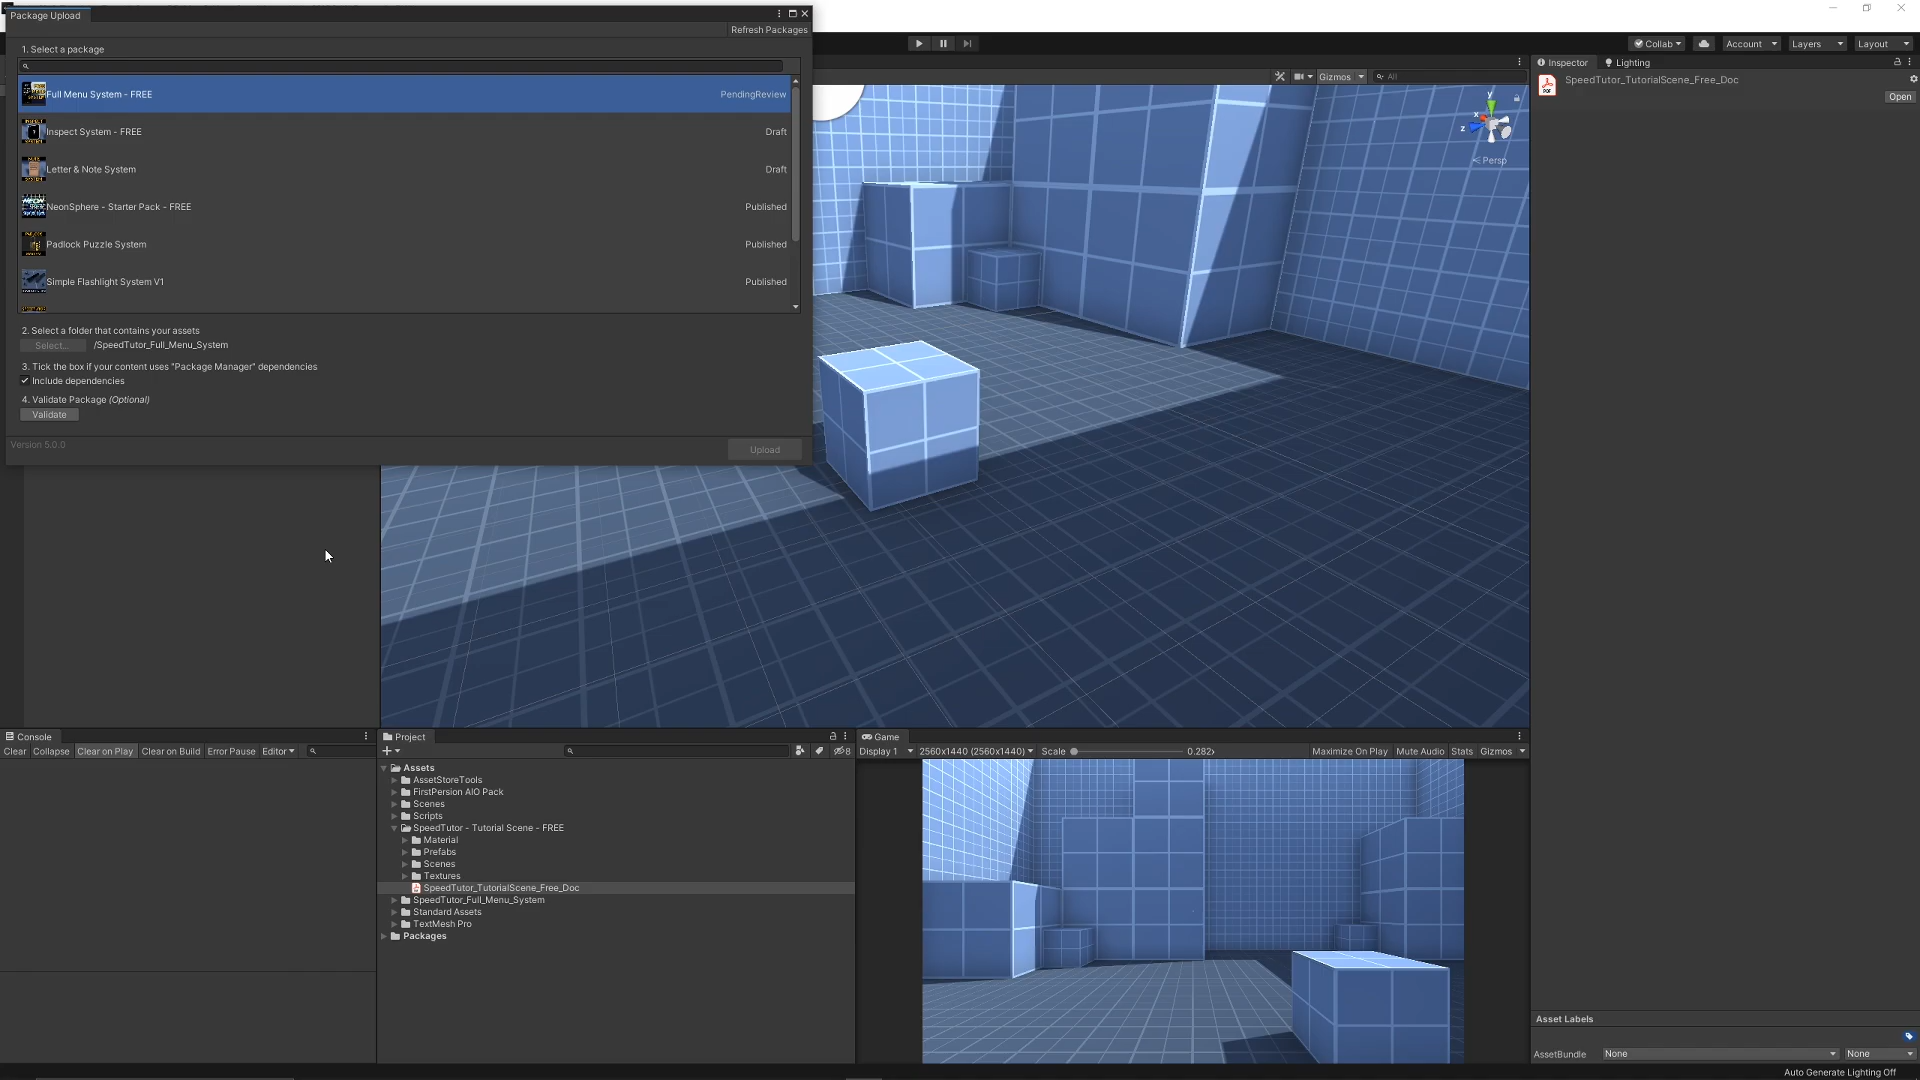 Package Upload
Refresh Packages
1. Select a package
Full Menu System - FREE PendingReview
Inspect System - FREE Draft
Letter & Note System Draft
NeonSphere - Starter Pack - FREE Published
Padlock Puzzle System Published
Simple Flashlight System V1 Published
2. Select a folder that contains your assets
Select... /SpeedTutor_Full_Menu_System
3. Tick the box if your content uses "Package Manager" dependencies
Include dependencies
4. Validate Package (Optional)
Validate
Version 5.0.0
Upload
Collab Account Layers Layout
Gizmos All
y
x
z
< Persp
Inspector Lighting
SpeedTutor_TutorialScene_Free_Doc
PDF
Open
Console
Clear Collapse Clear on Play Clear on Build Error Pause Editor
Project
8
Assets
AssetStoreTools
FirstPersion AIO Pack
Scenes
Scripts
SpeedTutor - Tutorial Scene - FREE
Material
Prefabs
Scenes
Textures
SpeedTutor_TutorialScene_Free_Doc
SpeedTutor_Full_Menu_System
Standard Assets
TextMesh Pro
Packages
Game
Display 1 2560x1440 (2560x1440) Scale 0.282x Maximize On Play Mute Audio Stats Gizmos
Asset Labels
AssetBundle None None
Auto Generate Lighting Off